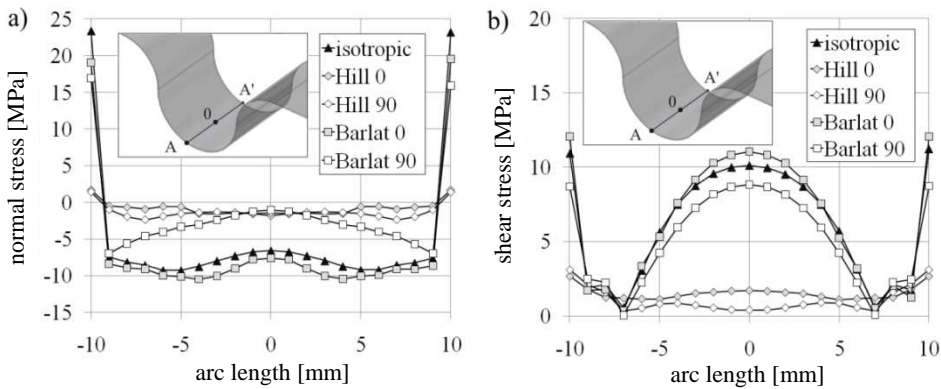 a)
normal stress [MPa]
25
20
15
10
5
0
-5
-10
-15
-10
-5
0
5
10
arc length [mm]
A'
0
A
isotropic
Hill 0
Hill 90
Barlat 0
Barlat 90
b)
shear stress [MPa]
20
15
10
5
0
-10
-5
0
5
10
arc length [mm]
A'
0
A
isotropic
Hill 0
Hill 90
Barlat 0
Barlat 90